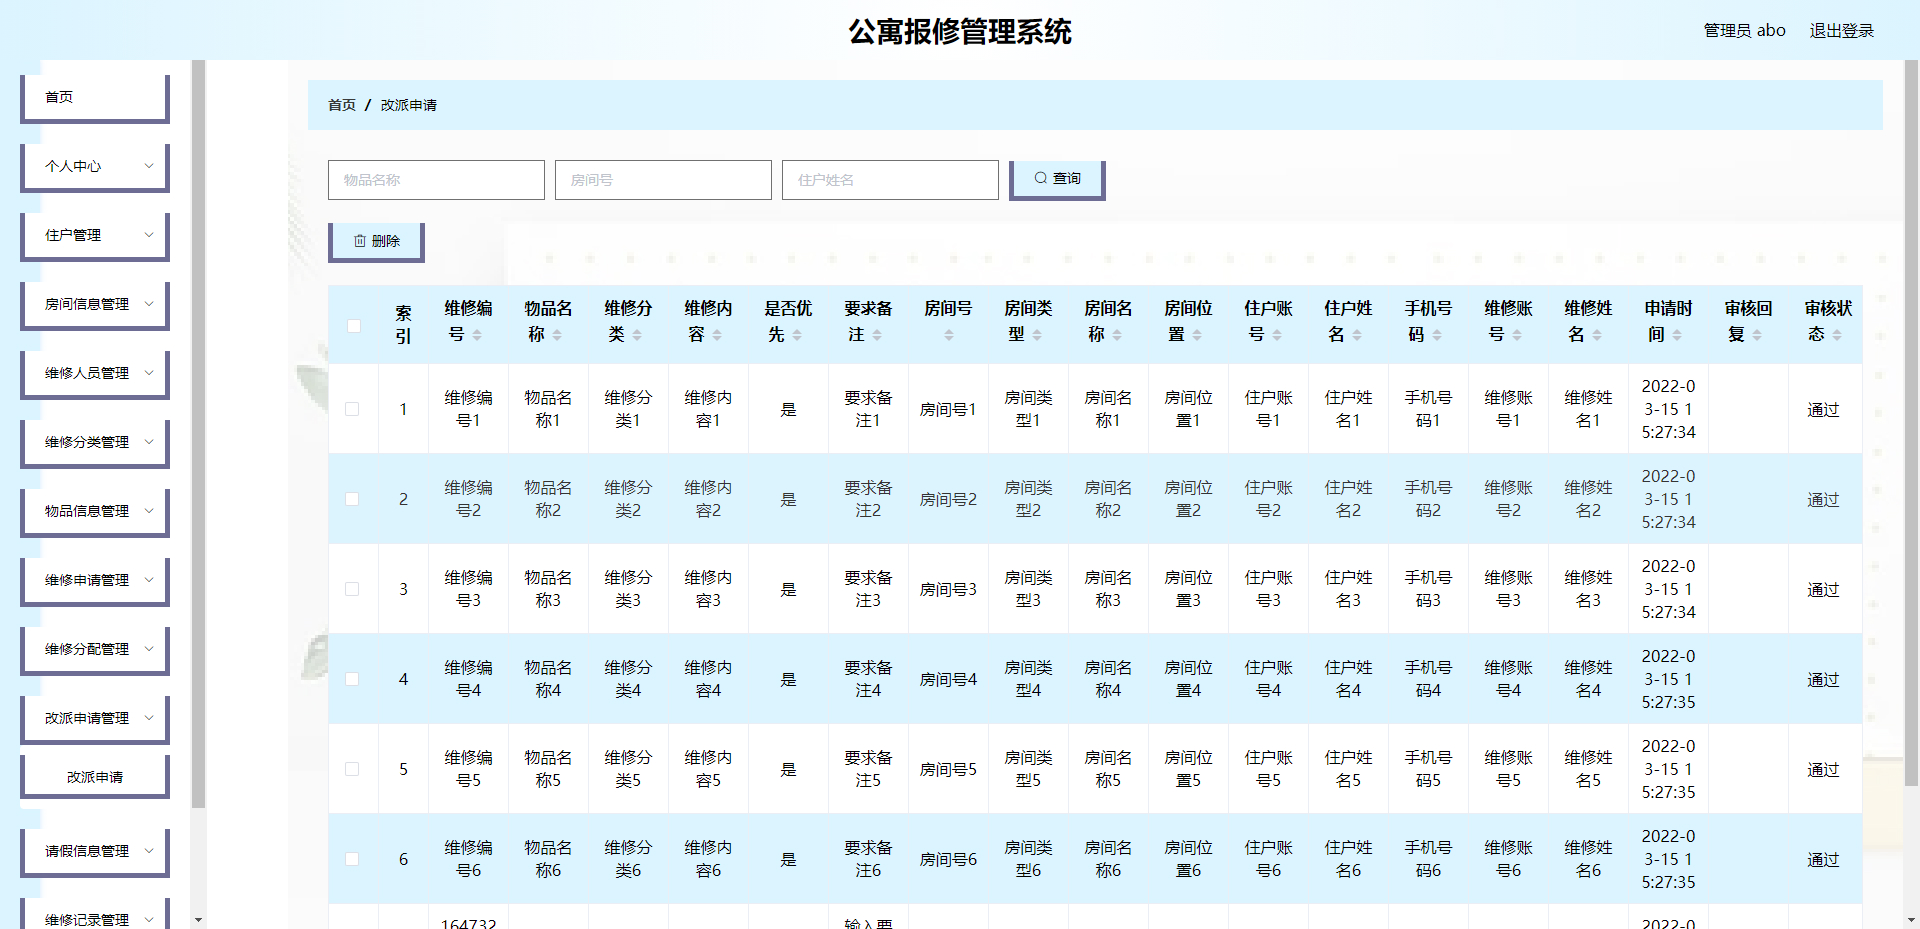 公寓报修管理系统
管理员 abo 退出登录
首页
个人中心
住户管理
房间信息管理
维修人员管理
维修分类管理
物品信息管理
维修申请管理
维修分配管理
改派申请管理
改派申请
请假信息管理
维修记录管理
首页 / 改派申请
物品名称 房间号 住户姓名 查询
删除
索引 维修编号 物品名称 维修分类 维修内容 是否优先 要求备注 房间号 房间类型 房间名称 房间位置 住户账号 住户姓名 手机号码 维修账号 维修姓名 申请时间 审核回复 审核状态
1 维修编号1 物品名称1 维修分类1 维修内容1 是 要求备注1 房间号1 房间类型1 房间名称1 房间位置1 住户账号1 住户姓名1 手机号码1 维修账号1 维修姓名1 2022-03-15 15:27:34 通过
2 维修编号2 物品名称2 维修分类2 维修内容2 是 要求备注2 房间号2 房间类型2 房间名称2 房间位置2 住户账号2 住户姓名2 手机号码2 维修账号2 维修姓名2 2022-03-15 15:27:34 通过
3 维修编号3 物品名称3 维修分类3 维修内容3 是 要求备注3 房间号3 房间类型3 房间名称3 房间位置3 住户账号3 住户姓名3 手机号码3 维修账号3 维修姓名3 2022-03-15 15:27:34 通过
4 维修编号4 物品名称4 维修分类4 维修内容4 是 要求备注4 房间号4 房间类型4 房间名称4 房间位置4 住户账号4 住户姓名4 手机号码4 维修账号4 维修姓名4 2022-03-15 15:27:35 通过
5 维修编号5 物品名称5 维修分类5 维修内容5 是 要求备注5 房间号5 房间类型5 房间名称5 房间位置5 住户账号5 住户姓名5 手机号码5 维修账号5 维修姓名5 2022-03-15 15:27:35 通过
6 维修编号6 物品名称6 维修分类6 维修内容6 是 要求备注6 房间号6 房间类型6 房间名称6 房间位置6 住户账号6 住户姓名6 手机号码6 维修账号6 维修姓名6 2022-03-15 15:27:35 通过
164732 输入要 2022-0